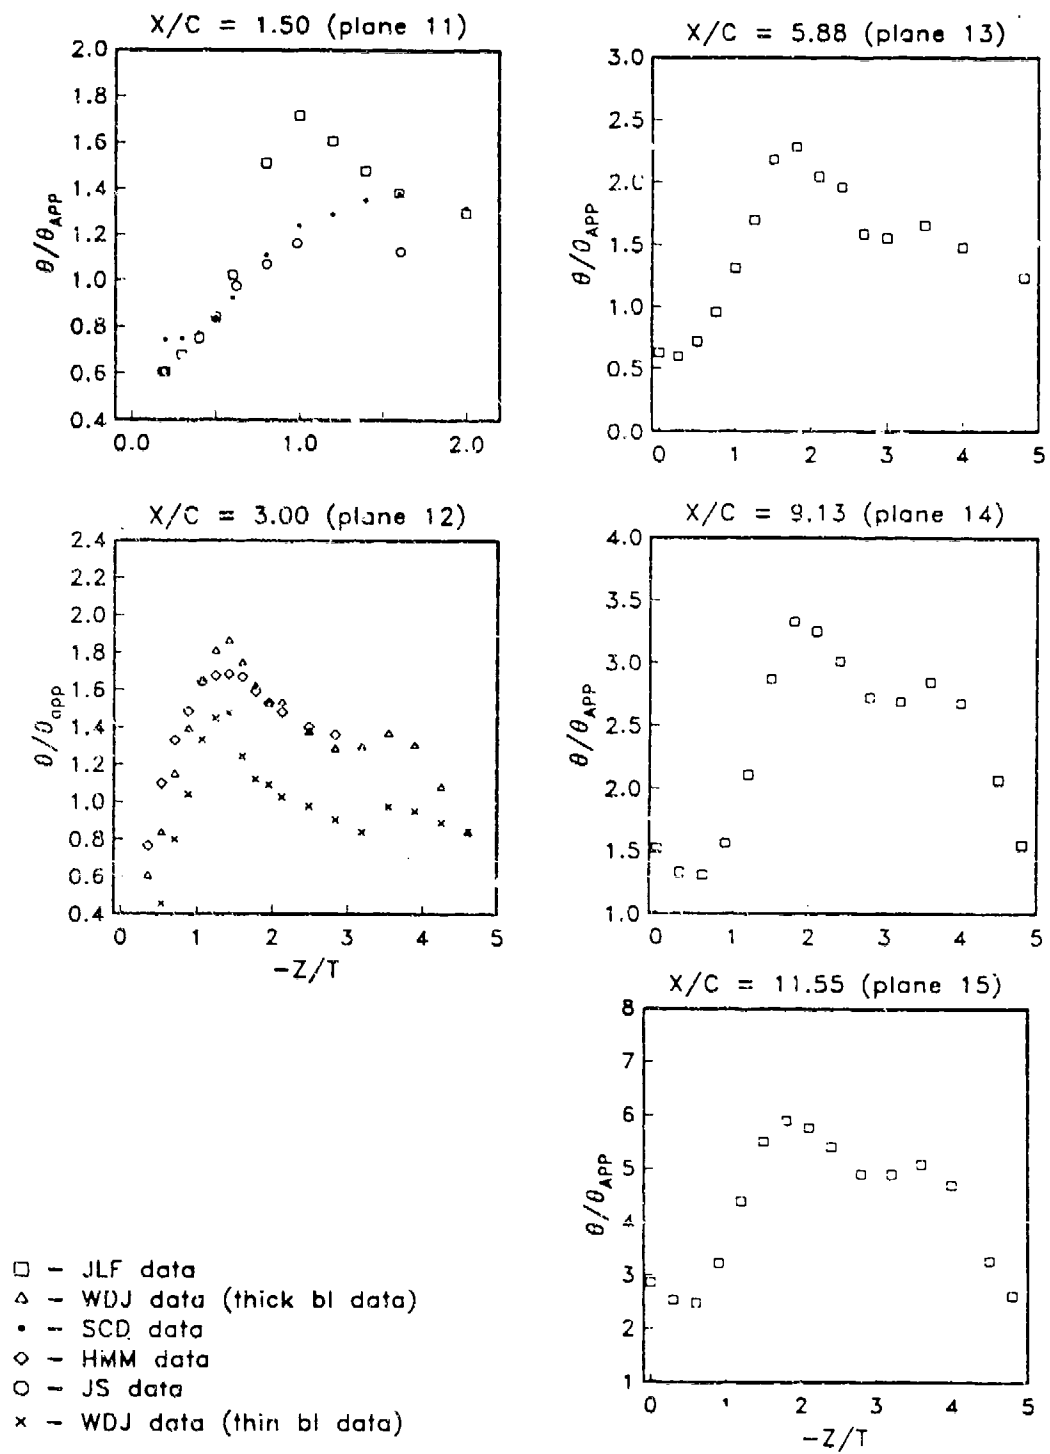 X/C = 1.50 (plane 11)
2.0
1.8
1.6
1.4
1.2
1.0
0.8
0.6
0.4
θ/θAPP
0.0 1.0 2.0
X/C = 5.88 (plane 13)
3.0
2.5
2.0
1.5
1.0
0.5
0.0
θ/θAPP
0 1 2 3 4 5
X/C = 3.00 (plane 12)
2.4
2.2
2.0
1.8
1.6
1.4
1.2
1.0
0.8
0.6
0.4
θ/θapp
0 1 2 3 4 5
-Z/T
X/C = 9.13 (plane 14)
4.0
3.5
3.0
2.5
2.0
1.5
1.0
θ/θAPP
0 1 2 3 4 5
X/C = 11.55 (plane 15)
8
7
6
5
4
3
2
1
θ/θAPP
0 1 2 3 4 5
-Z/T
□ – JLF data
△ – WDJ data (thick bl data)
• – SCD data
◇ – HMM data
○ – JS data
× – WDJ data (thin bl data)